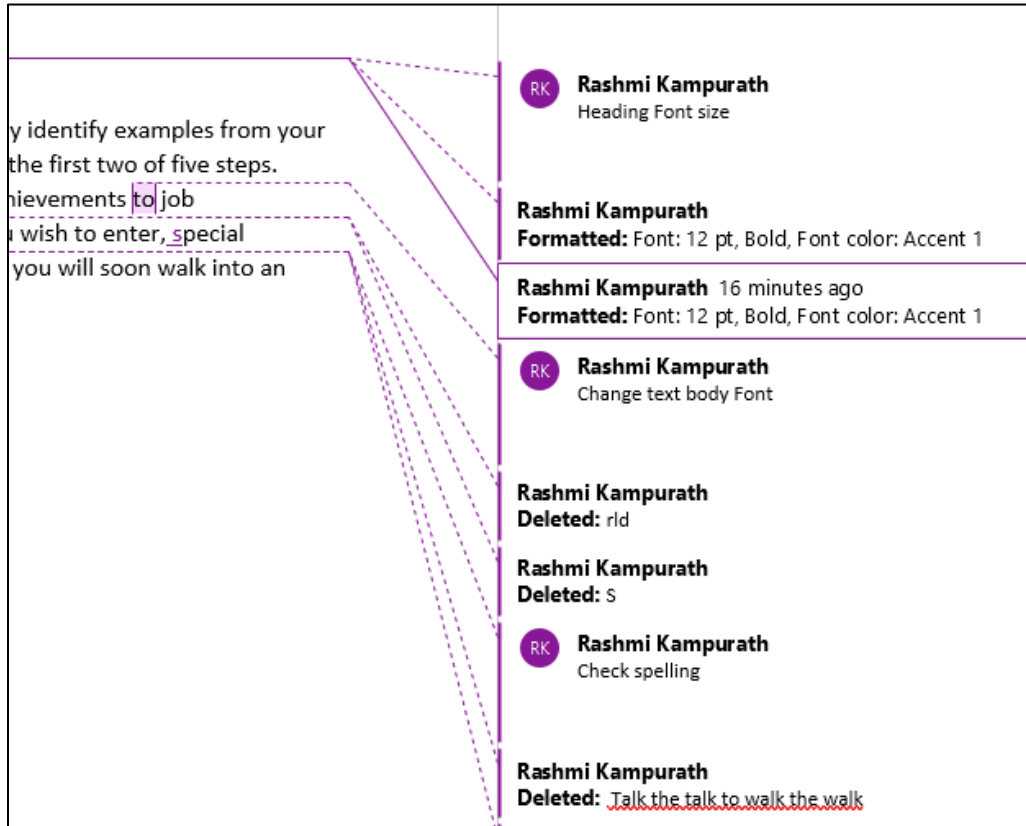 y identify examples from your
the first two of five steps.
hievements to job
u wish to enter, special
you will soon walk into an
RK
Rashmi Kampurath
Heading Font size
Rashmi Kampurath
Formatted: Font: 12 pt, Bold, Font color: Accent 1
Rashmi Kampurath 16 minutes ago
Formatted: Font: 12 pt, Bold, Font color: Accent 1
RK
Rashmi Kampurath
Change text body Font
Rashmi Kampurath
Deleted: rld
Rashmi Kampurath
Deleted: S
RK
Rashmi Kampurath
Check spelling
Rashmi Kampurath
Deleted: Talk the talk to walk the walk